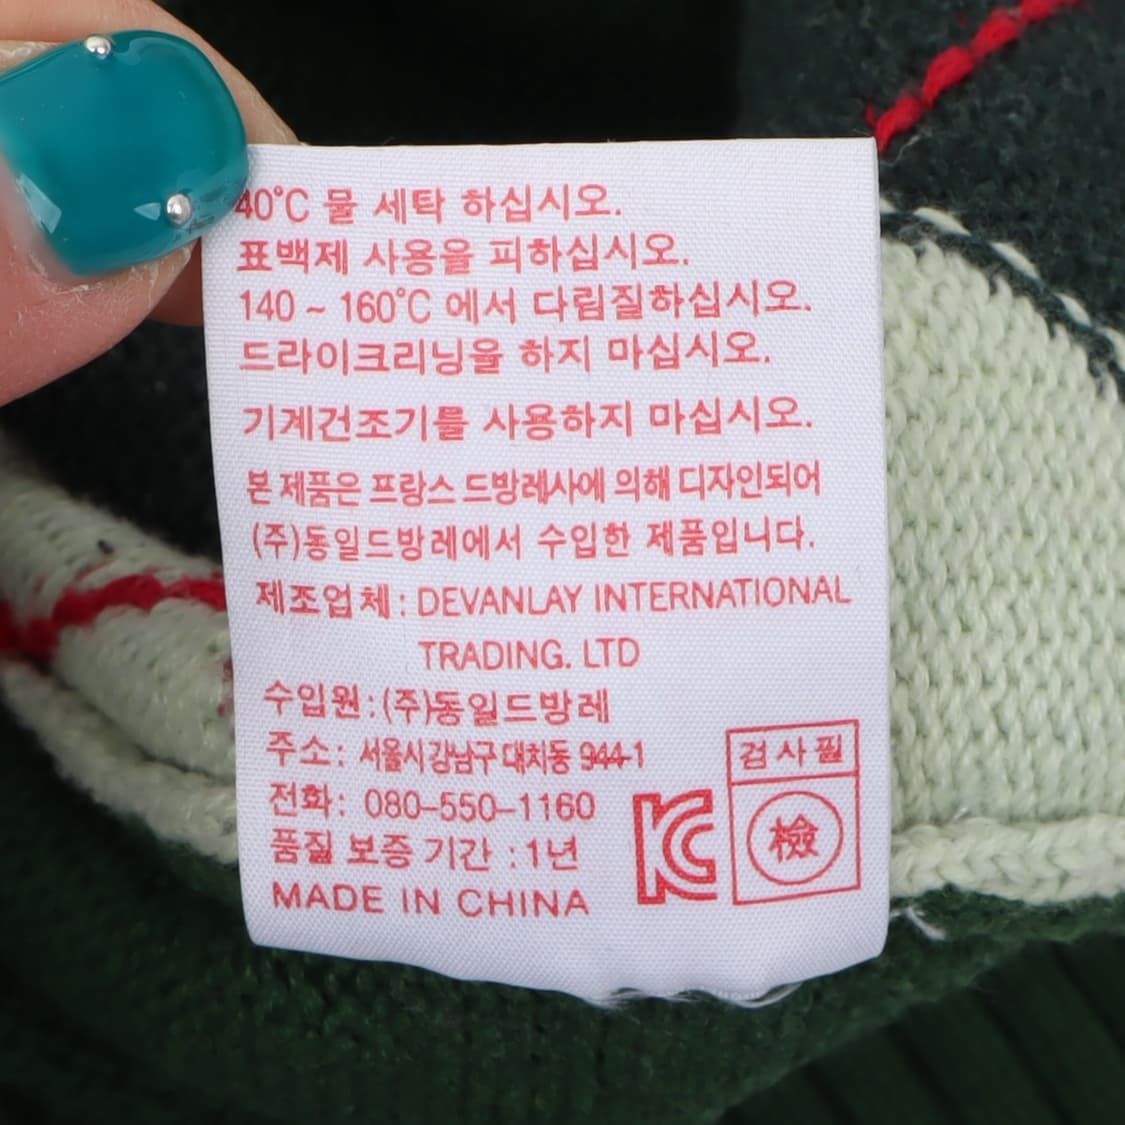 40°C 물 세탁 하십시오.
표백제 사용을 피하십시오.
140 ~ 160°C 에서 다림질하십시오.
드라이크리닝을 하지 마십시오.
기계건조기를 사용하지 마십시오.
본 제품은 프랑스 드방레사에 의해 디자인되어
(주)동일드방레에서 수입한 제품입니다.
제조업체 : DEVANLAY INTERNATIONAL
TRADING. LTD
수입원 : (주)동일드방레
주소 : 서울시 강남구 대치동 944-1
전화 : 080-550-1160
품질 보증 기간 : 1년
MADE IN CHINA
KC
검사필
檢